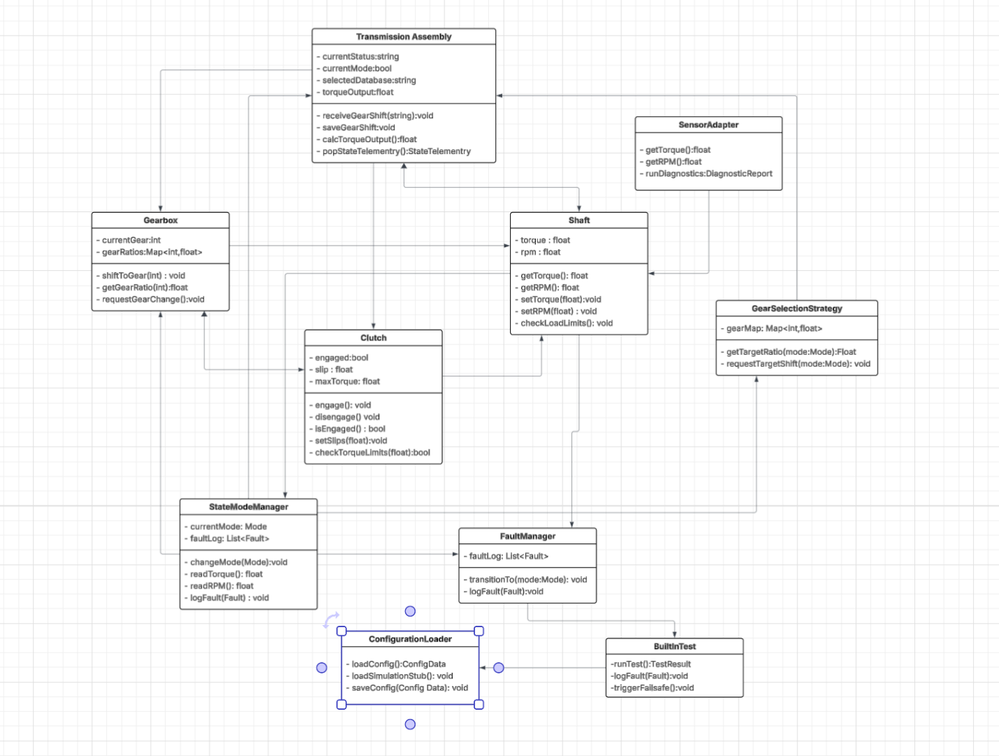 Transmission Assembly
- currentStatus:string
- currentMode:bool
- selectedDatabase:string
- torqueOutput:float
- receiveGearShift(string):void
- saveGearShift:void
- calcTorqueOutput():float
- popStateTelementry():StateTelementry
SensorAdapter
- getTorque():float
- getRPM():float
- runDiagnostics:DiagnosticReport
Gearbox
- currentGear:int
- gearRatios:Map<int,float>
- shiftToGear(int) : void
- getGearRatio(int):float
- requestGearChange():void
Shaft
- torque : float
- rpm : float
- getTorque(): float
- getRPM(): float
- setTorque(float):void
- setRPM(float) : void
- checkLoadLimits(): void
GearSelectionStrategy
- gearMap: Map<int,float>
- getTargetRatio(mode:Mode):Float
- requestTargetShift(mode:Mode): void
Clutch
- engaged:bool
- slip : float
- maxTorque: float
- engage(): void
- disengage() void
- isEngaged() : bool
- setSlips(float):void
- checkTorqueLimits(float):bool
StateModeManager
- currentMode: Mode
- faultLog: List<Fault>
- changeMode(Mode):void
- readTorque(): float
- readRPM(): float
- logFault(Fault) : void
FaultManager
- faultLog: List<Fault>
- transitionTo(mode:Mode): void
- logFault(Fault):void
ConfigurationLoader
- loadConfig():ConfigData
- loadSimulationStub(): void
- saveConfig(Config Data): void
BuiltInTest
-runTest():TestResult
-logFault(Fault):void
-triggerFailsafe():void